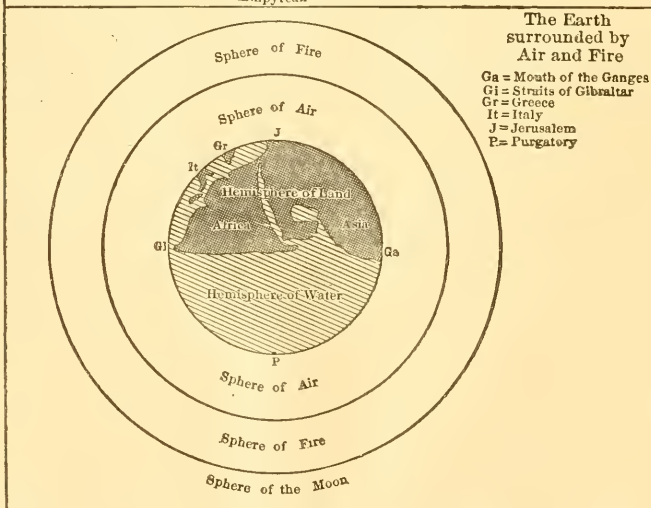 The Earth
surrounded by
Air and Fire
Ga = Mouth of the Ganges
Gi = Straits of Gibraltar
Gr = Greece
It = Italy
J = Jerusalem
P = Purgatory
Sphere of Fire
Sphere of Air
J
Gr
It
Hemisphere of Land
Africa
Asia
Gi
Ga
Hemisphere of Water
P
Sphere of Air
Sphere of Fire
Sphere of the Moon